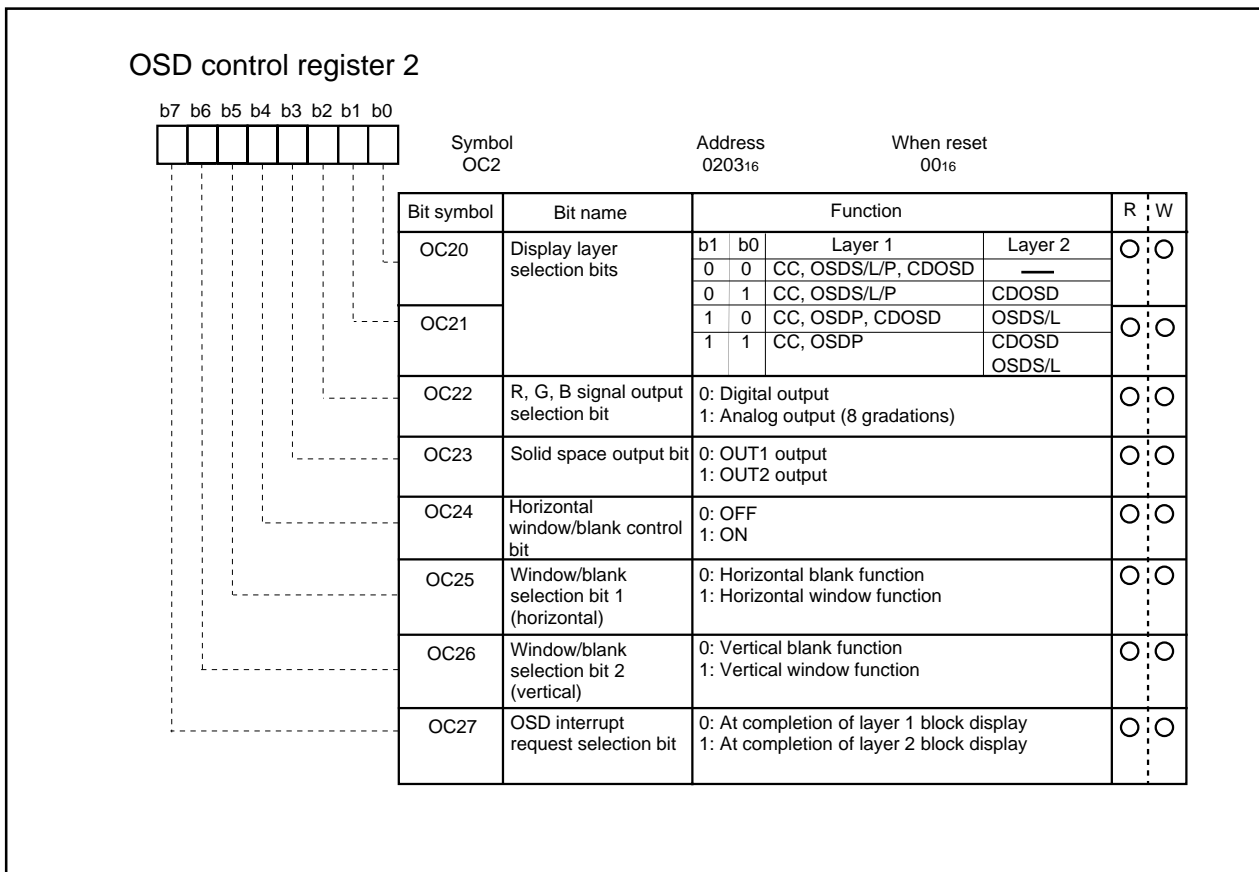 OSD control register 2
b7 b6 b5 b4 b3 b2 b1 b0
Symbol Address When reset
OC2 020316 0016
Bit symbol Bit name Function R W
OC20 Display layer selection bits
b1 b0 Layer 1 Layer 2
0 0 CC, OSDS/L/P, CDOSD —
0 1 CC, OSDS/L/P CDOSD
OC21
1 0 CC, OSDP, CDOSD OSDS/L
1 1 CC, OSDP CDOSD
OSDS/L
OC22 R, G, B signal output 0: Digital output
selection bit 1: Analog output (8 gradations)
OC23 Solid space output bit 0: OUT1 output
1: OUT2 output
OC24 Horizontal 0: OFF
window/blank control 1: ON
bit
OC25 Window/blank 0: Horizontal blank function
selection bit 1 1: Horizontal window function
(horizontal)
OC26 Window/blank 0: Vertical blank function
selection bit 2 1: Vertical window function
(vertical)
OC27 OSD interrupt 0: At completion of layer 1 block display
request selection bit 1: At completion of layer 2 block display